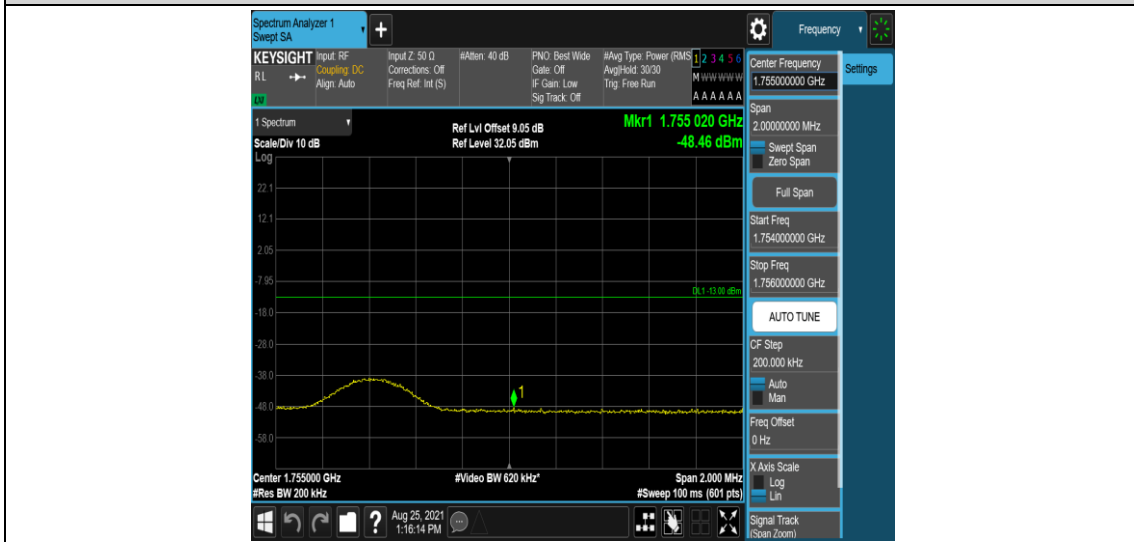 Spectrum Analyzer 1
Swept SA
+
Frequency
KEYSIGHT
RL
LXI
Input: RF
Coupling: DC
Align: Auto
Input Z: 50 Ω
Corrections: Off
Freq Ref: Int (S)
#Atten: 40 dB
PNO: Best Wide
Gate: Off
IF Gain: Low
Sig Track: Off
#Avg Type: Power (RMS
Avg|Hold: 30/30
Trig: Free Run
1 2 3 4 5 6
M W W W W W
A A A A A A
1 Spectrum
Scale/Div 10 dB
Log
Ref Lvl Offset 9.05 dB
Ref Level 32.05 dBm
Mkr1 1.755 020 GHz
-48.46 dBm
22.1
12.1
2.05
-7.95
DL1 -13.00 dBm
-18.0
-28.0
-38.0
1
-48.0
-58.0
Center 1.755000 GHz
#Res BW 200 kHz
#Video BW 620 kHz*
Span 2.000 MHz
#Sweep 100 ms (601 pts)
Center Frequency
1.755000000 GHz
Settings
Span
2.00000000 MHz
Swept Span
Zero Span
Full Span
Start Freq
1.754000000 GHz
Stop Freq
1.756000000 GHz
AUTO TUNE
CF Step
200.000 kHz
Auto
Man
Freq Offset
0 Hz
X Axis Scale
Log
Lin
Signal Track
(Span Zoom)
?
Aug 25, 2021
1:16:14 PM